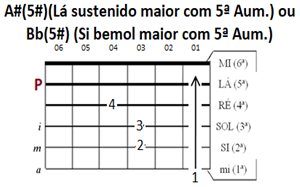 A#(5#)(Lá sustenido maior com 5ª Aum.) ou
Bb(5#) (Si bemol maior com 5ª Aum.)
06 05 04 03 02 01
MI (6ª)
P LÁ (5ª)
4 RÉ (4ª)
i 3 SOL (3ª)
m 2 SI (2ª)
a mi (1ª)
1